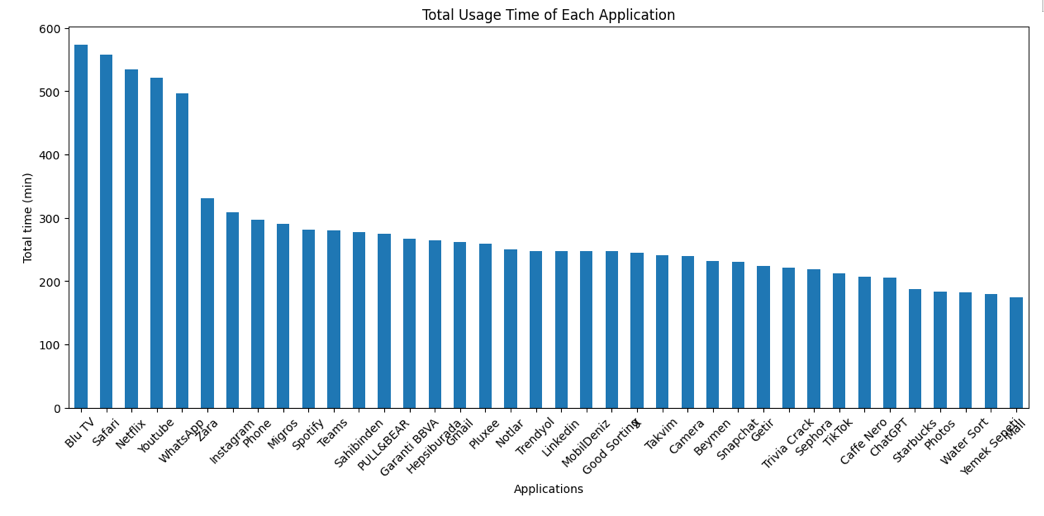 Total Usage Time of Each Application
Total time (min)
600
500
400
300
200
100
0
Blu TV
Safari
Netflix
Youtube
WhatsApp
Zara
Instagram
Phone
Migros
Spotify
Teams
Sahibinden
PULL&BEAR
Garanti BBVA
Hepsiburada
Gmail
Pluxee
Notlar
Trendyol
Linkedin
MobilDeniz
Good Sorting
X
Takvim
Camera
Beymen
Snapchat
Getir
Trivia Crack
Sephora
TikTok
Caffe Nero
ChatGPT
Starbucks
Photos
Water Sort
Yemek Sepeti
Mail
Applications